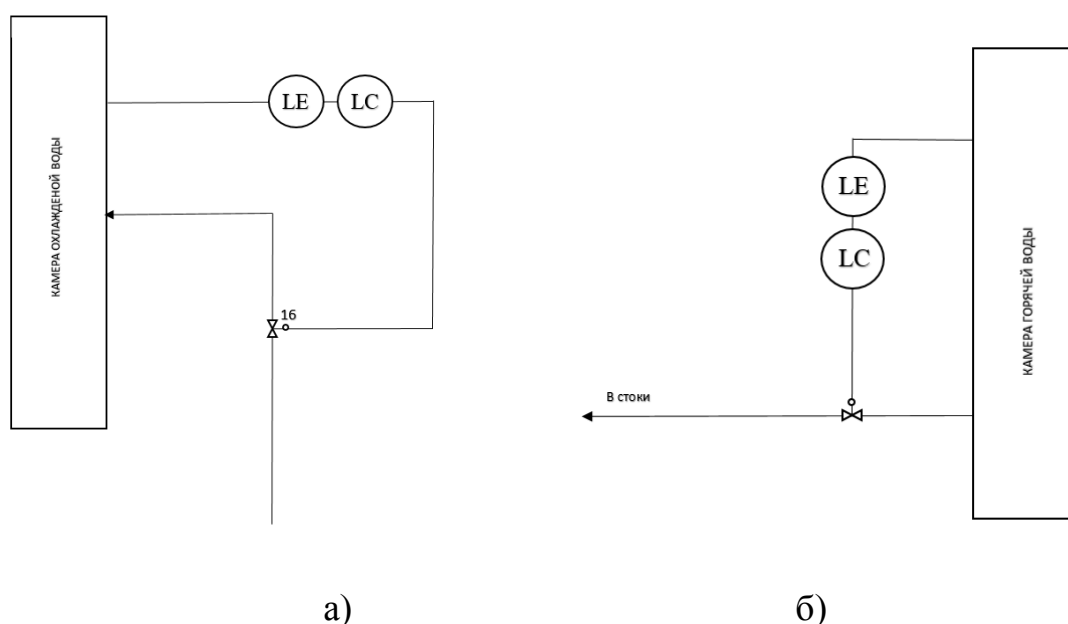 КАМЕРА ОХЛАЖДЕНОЙ ВОДЫ
LE
LC
16
LE
LC
В стоки
КАМЕРА ГОРЯЧЕЙ ВОДЫ
а)
б)